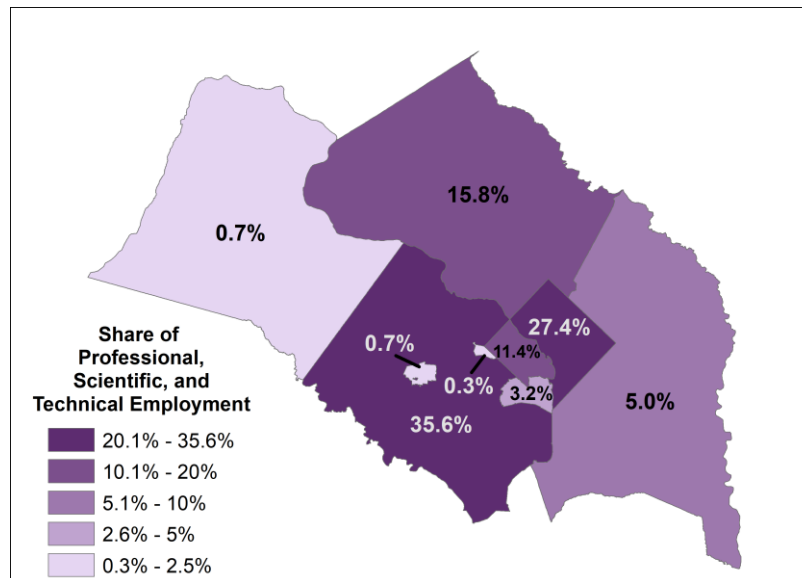 15.8%
0.7%
27.4%
0.7%
11.4%
0.3%
3.2%
5.0%
35.6%
Share of
Professional,
Scientific, and
Technical Employment
20.1% - 35.6%
10.1% - 20%
5.1% - 10%
2.6% - 5%
0.3% - 2.5%